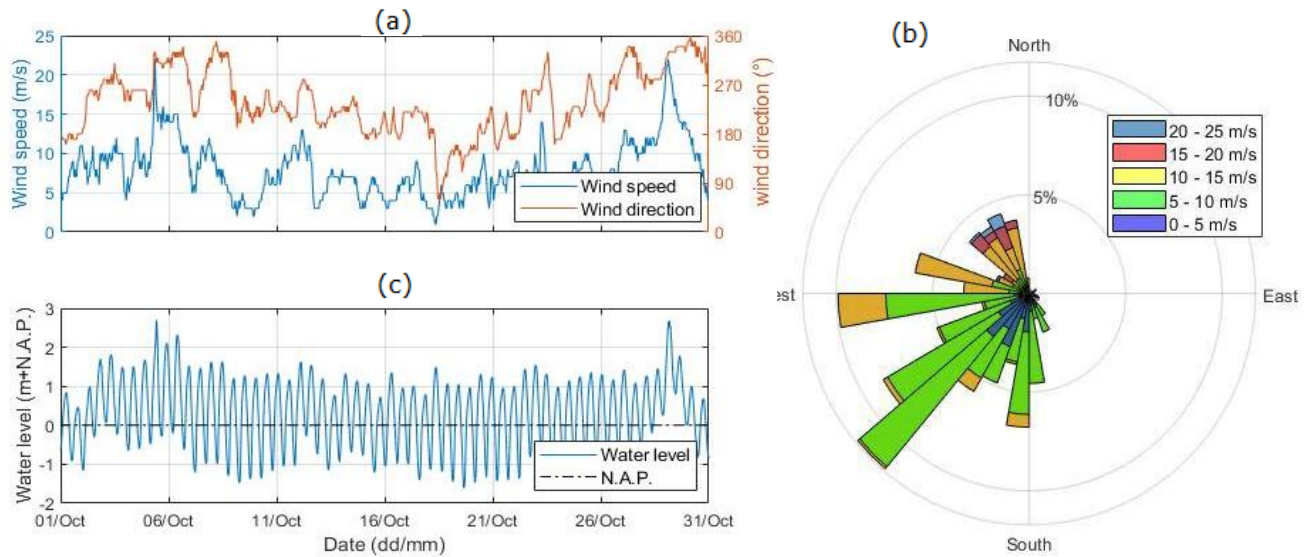 (a)
25
20
15
10
5
0
Wind speed (m/s)
360
270
180
90
0
wind direction (°)
Wind speed
Wind direction
(b)
North
10%
5%
est
East
South
20 - 25 m/s
15 - 20 m/s
10 - 15 m/s
5 - 10 m/s
0 - 5 m/s
(c)
3
2
1
0
-1
-2
Water level (m+N.A.P.)
Water level
N.A.P.
01/Oct 06/Oct 11/Oct 16/Oct 21/Oct 26/Oct 31/Oct
Date (dd/mm)